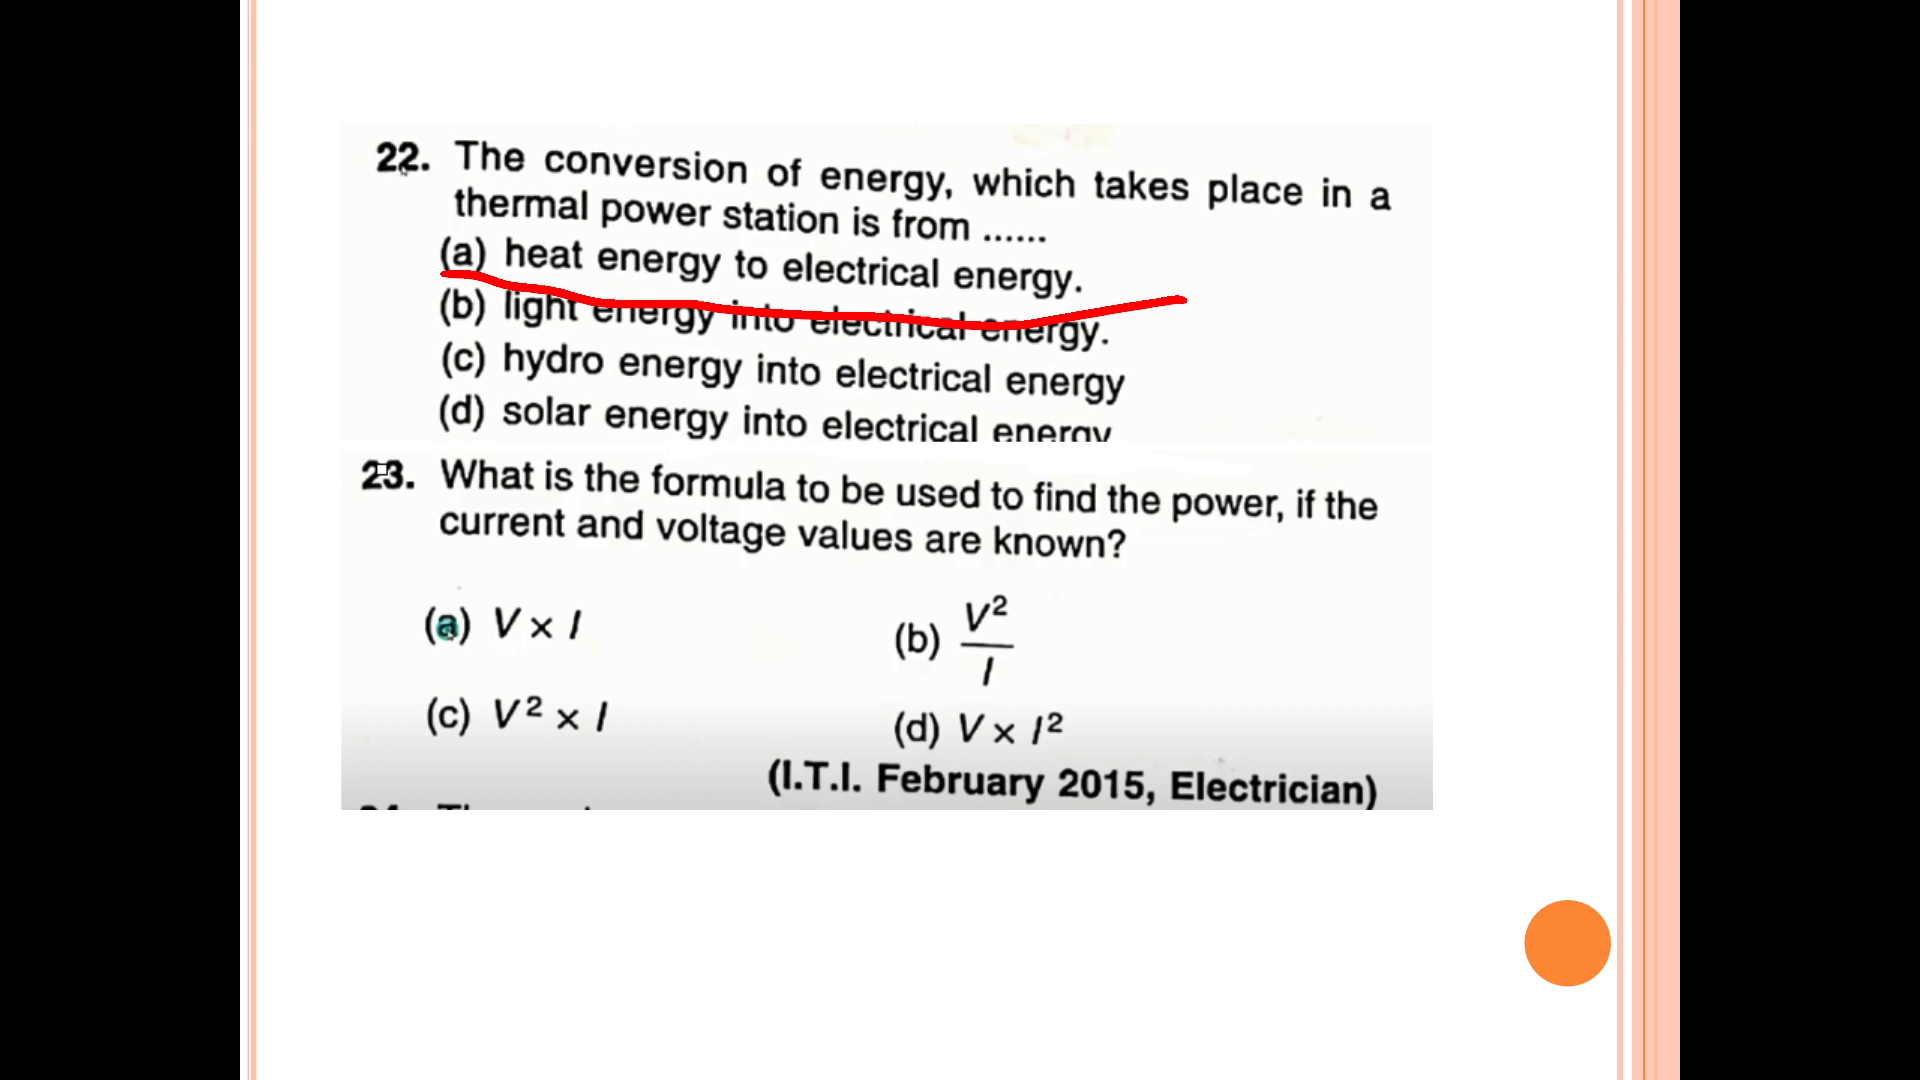 22. The conversion of energy, which takes place in a
thermal power station is from ......
(a) heat energy to electrical energy.
(b) light energy into electrical energy.
(c) hydro energy into electrical energy
(d) solar energy into electrical energy
23. What is the formula to be used to find the power, if the
current and voltage values are known?
(a) V × I (b) V²/I
(c) V² × I (d) V × I²
(I.T.I. February 2015, Electrician)